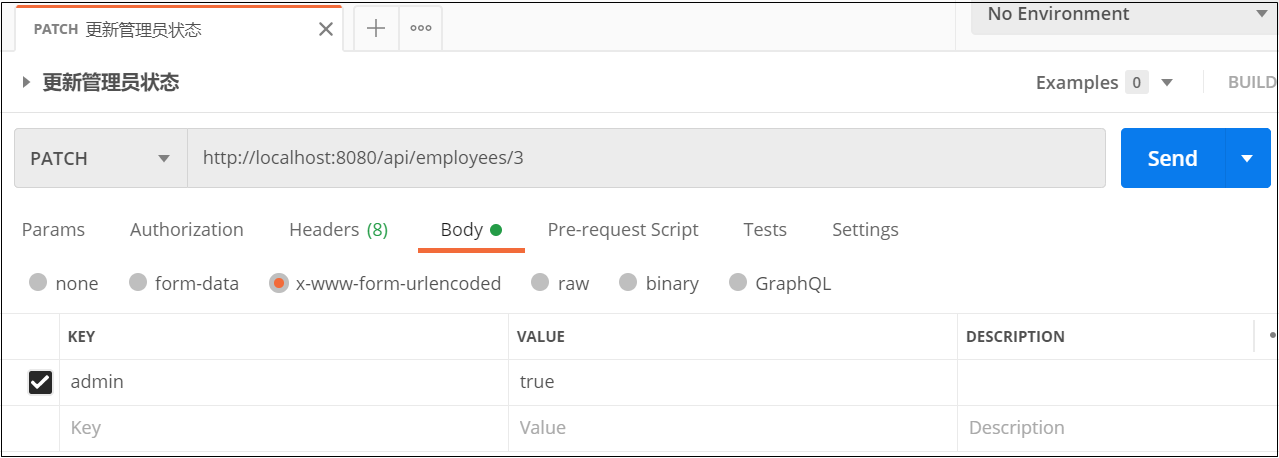 PATCH 更新管理员状态
No Environment
更新管理员状态
Examples 0
BUILD
PATCH
http://localhost:8080/api/employees/3
Send
Params Authorization Headers (8) Body Pre-request Script Tests Settings
none form-data x-www-form-urlencoded raw binary GraphQL
KEY VALUE DESCRIPTION
admin true
Key Value Description